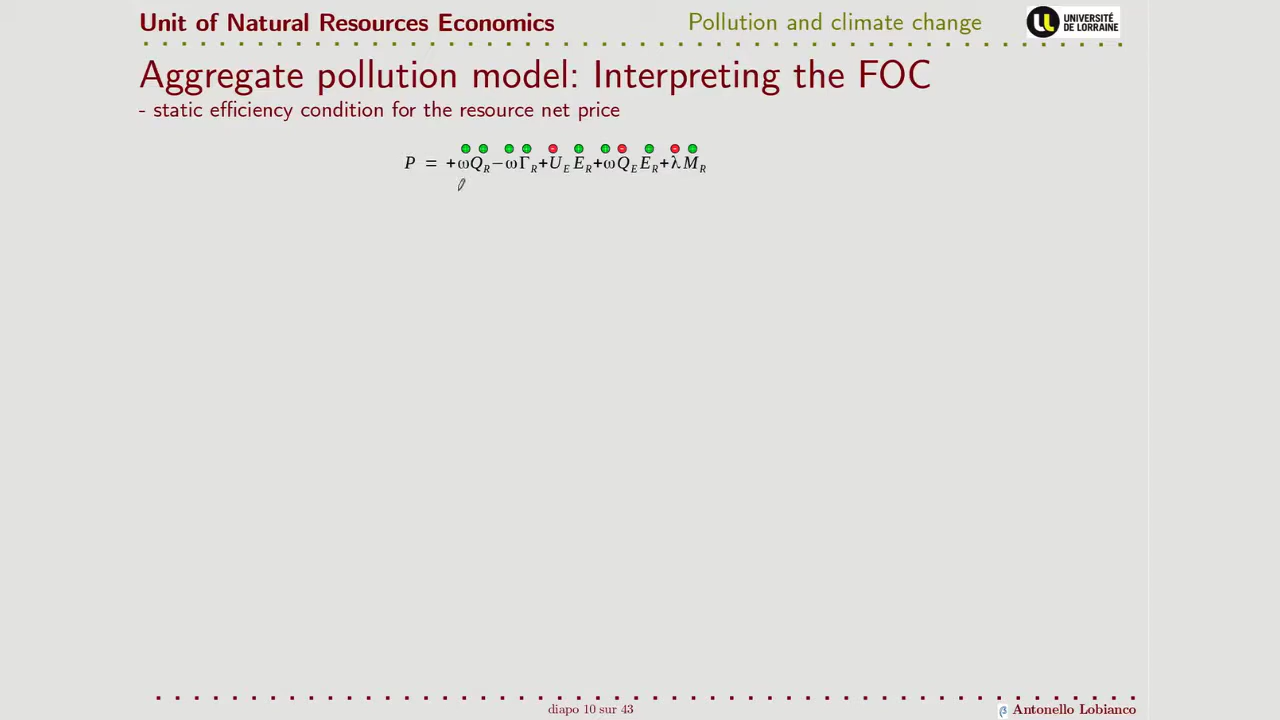 Unit of Natural Resources Economics
Pollution and climate change
UNIVERSITÉ
DE LORRAINE
Aggregate pollution model: Interpreting the FOC
- static efficiency condition for the resource net price
P = +ωQ_R−ωΓ_R+U_E E_R+ωQ_E E_R+λM_R
diapo 10 sur 43
β Antonello Lobianco